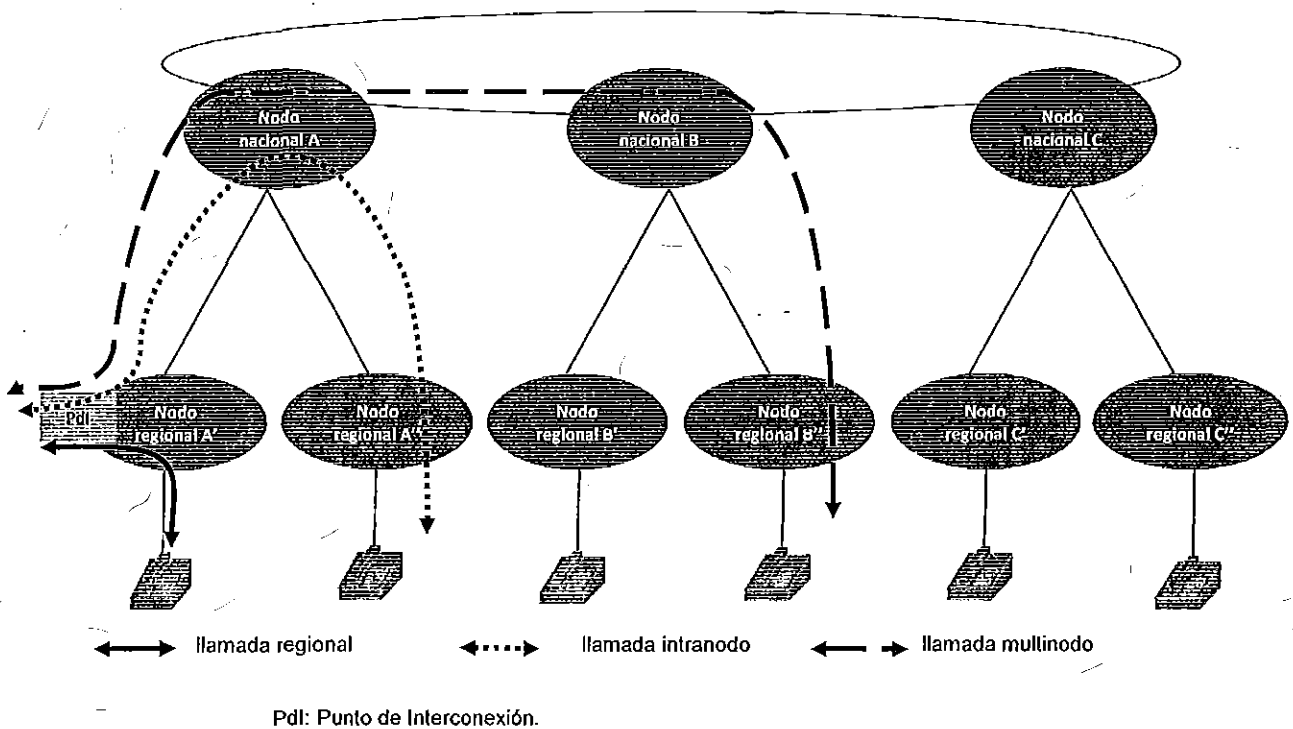 Nodo
nacional A
Nodo
nacional B
Nodo
nacional C
PdI
Nodo
regional A'
Nodo
regional A''
Nodo
regional B'
Nodo
regional B''
Nodo
regional C'
Nodo
regional C''
llamada regional
llamada intranodo
llamada multinodo
PdI: Punto de Interconexión.